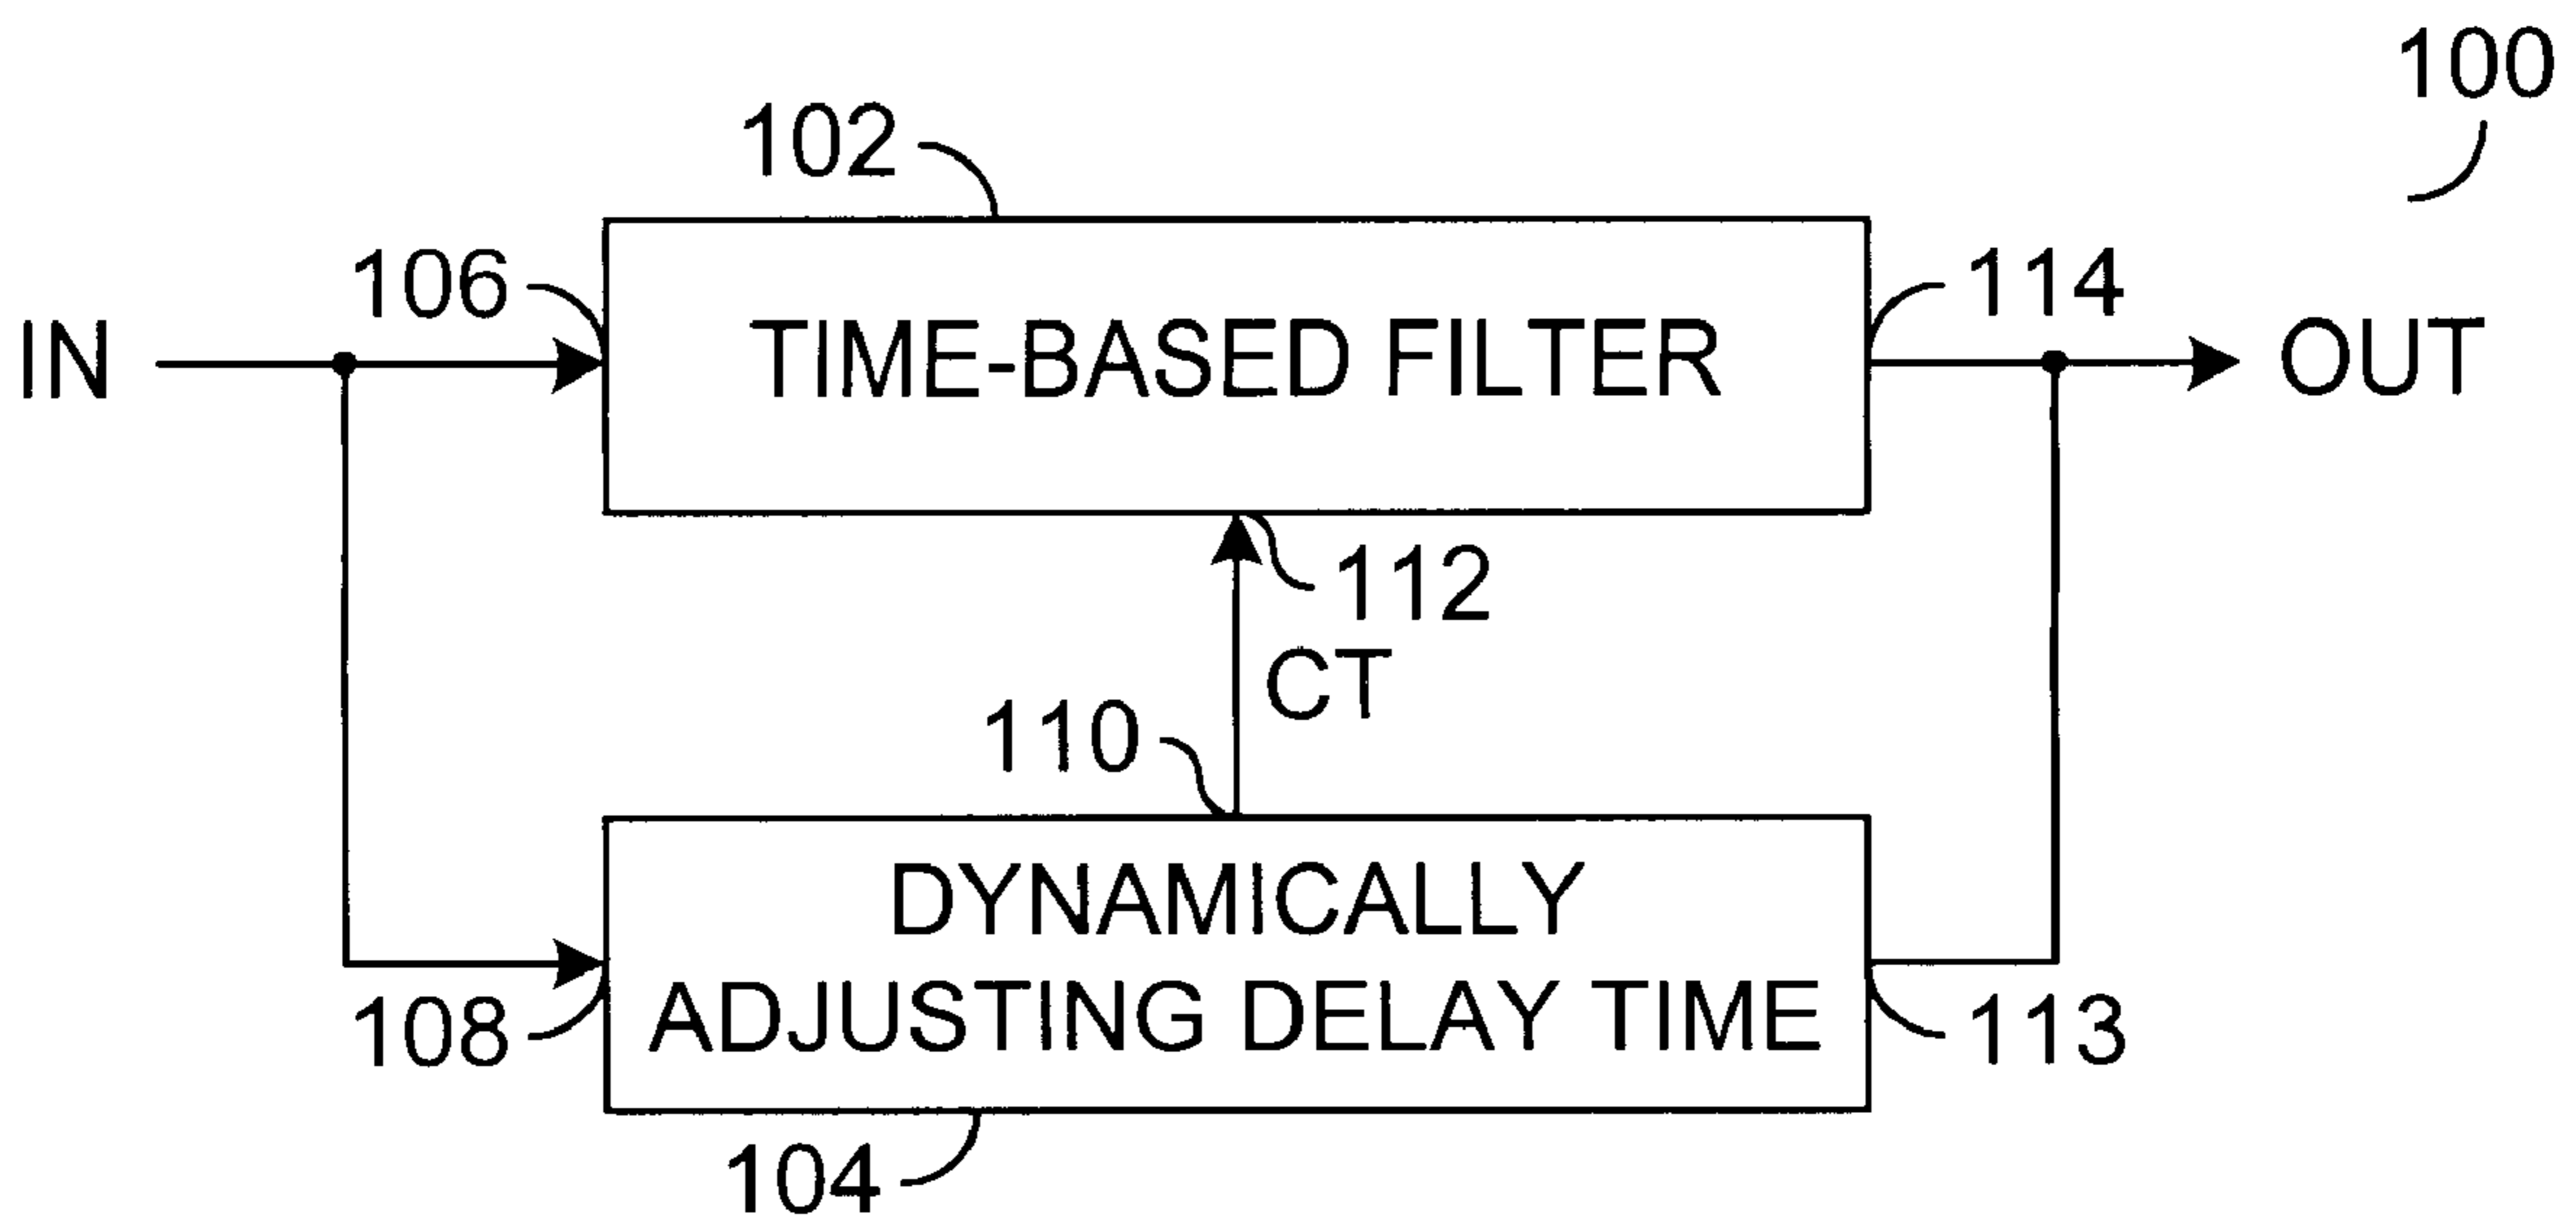 100
102
106
114
IN
TIME-BASED FILTER
OUT
112
CT
110
DYNAMICALLY
ADJUSTING DELAY TIME
108
113
104